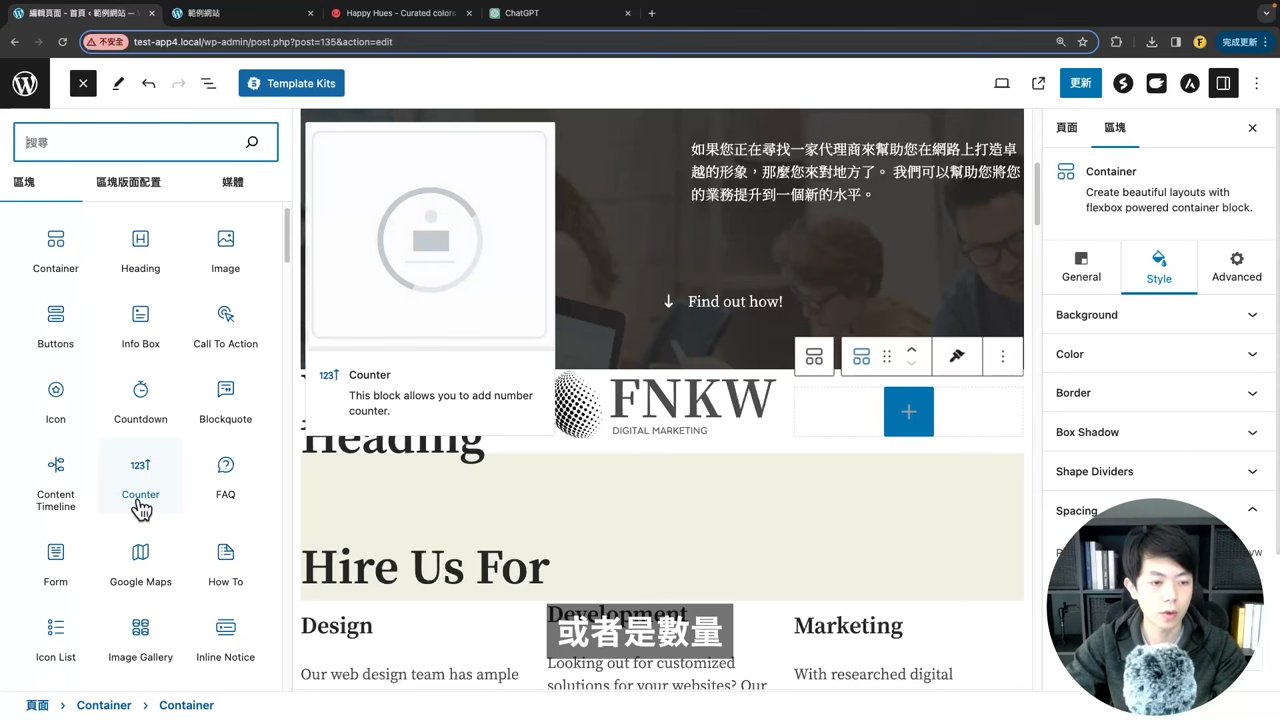 編輯頁面 - 首頁 ‹ 範例網站 —
範例網站
Happy Hues - Curated colors
ChatGPT
不安全
test-app4.local/wp-admin/post.php?post=135&action=edit
完成更新
Template Kits
更新
搜尋
區塊
區塊版面配置
媒體
Container
Heading
Image
Buttons
Info Box
Call To Action
Icon
Countdown
Blockquote
Content Timeline
Counter
FAQ
Form
Google Maps
How To
Icon List
Image Gallery
Inline Notice
Counter
This block allows you to add number
counter.
如果您正在尋找一家代理商來幫助您在網路上打造卓
越的形象，那麼您來對地方了。 我們可以幫助您將您
的業務提升到一個新的水平。
Find out how!
FNKW
DIGITAL MARKETING
Heading
Hire Us For
Design
Development
Marketing
Our web design team has ample
Looking out for customized
solutions for your websites? Our
With researched digital
或者是數量
頁面
區塊
Container
Create beautiful layouts with
flexbox powered container block.
General
Style
Advanced
Background
Color
Border
Box Shadow
Shape Dividers
Spacing
頁面 › Container › Container